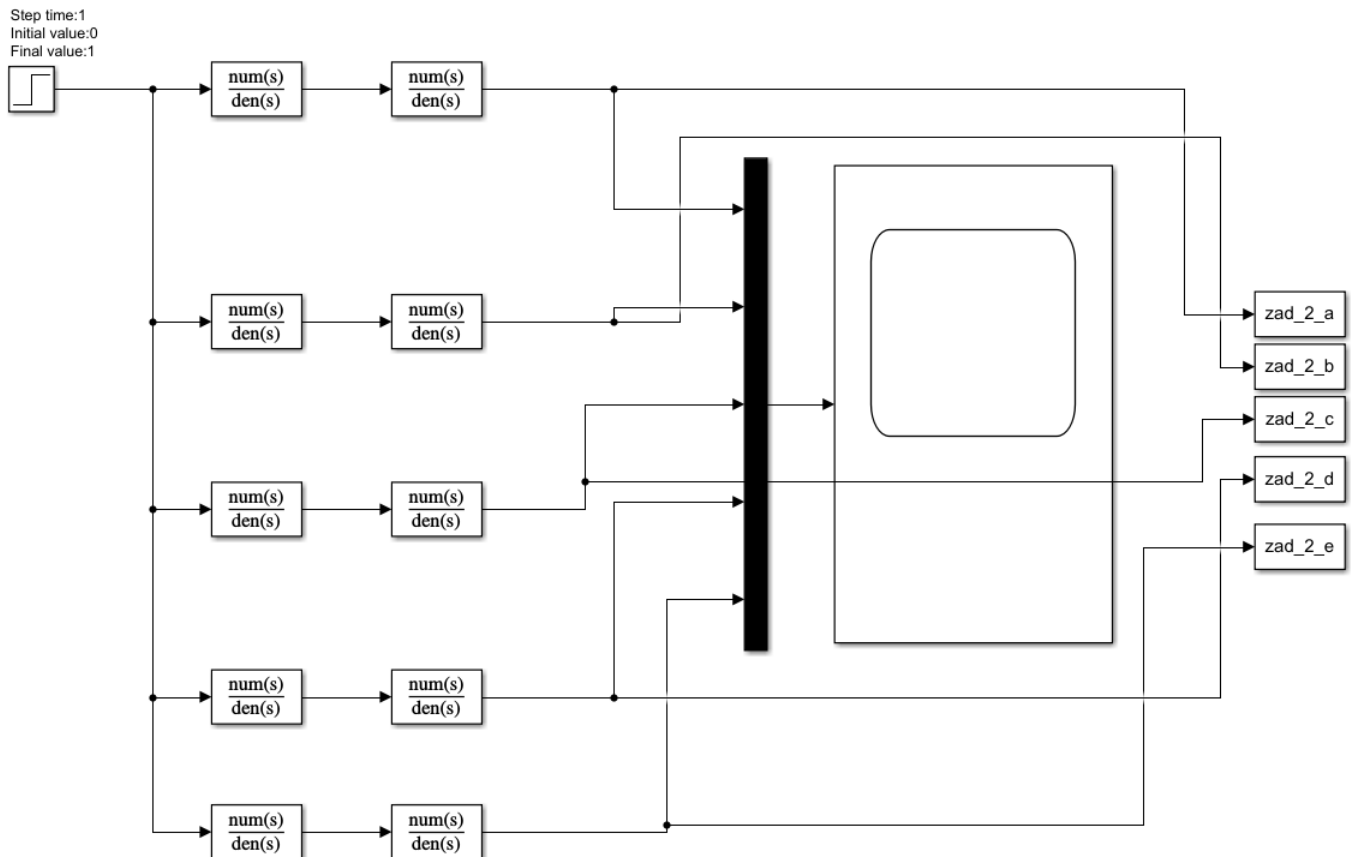 Step time:1
Initial value:0
Final value:1
num(s)
den(s)
num(s)
den(s)
num(s)
den(s)
num(s)
den(s)
zad_2_a
zad_2_b
zad_2_c
zad_2_d
zad_2_e
num(s)
den(s)
num(s)
den(s)
num(s)
den(s)
num(s)
den(s)
num(s)
den(s)
num(s)
den(s)